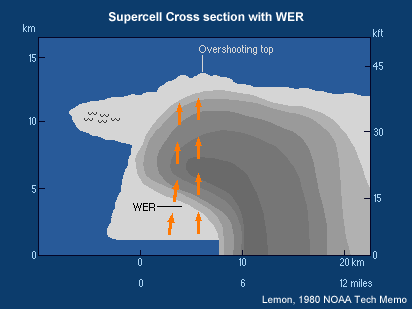 Supercell Cross section with WER
km
kft
Overshooting top
15
45
10
30
5
15
WER
0
0
0
10
20 km
0
6
12 miles
Lemon, 1980 NOAA Tech Memo